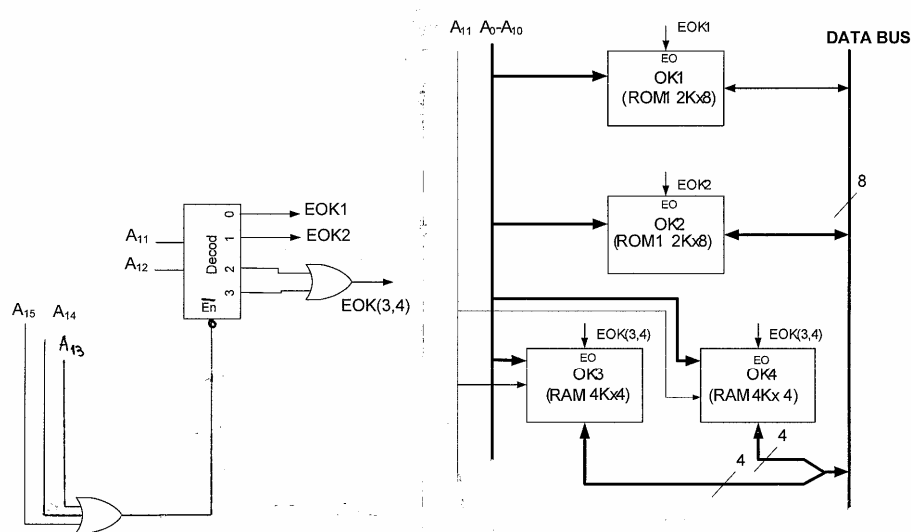 A11
A12
A15
A14
A13
Decod
0
1
2
3
En
EOK1
EOK2
EOK(3,4)
A11 A0-A10
DATA BUS
EOK1
EO
OK1
(ROM1 2Kx8)
EOK2
EO
OK2
(ROM1 2Kx8)
8
EOK(3,4)
EO
OK3
(RAM 4Kx4)
EOK(3,4)
EO
OK4
(RAM 4Kx 4)
4
4